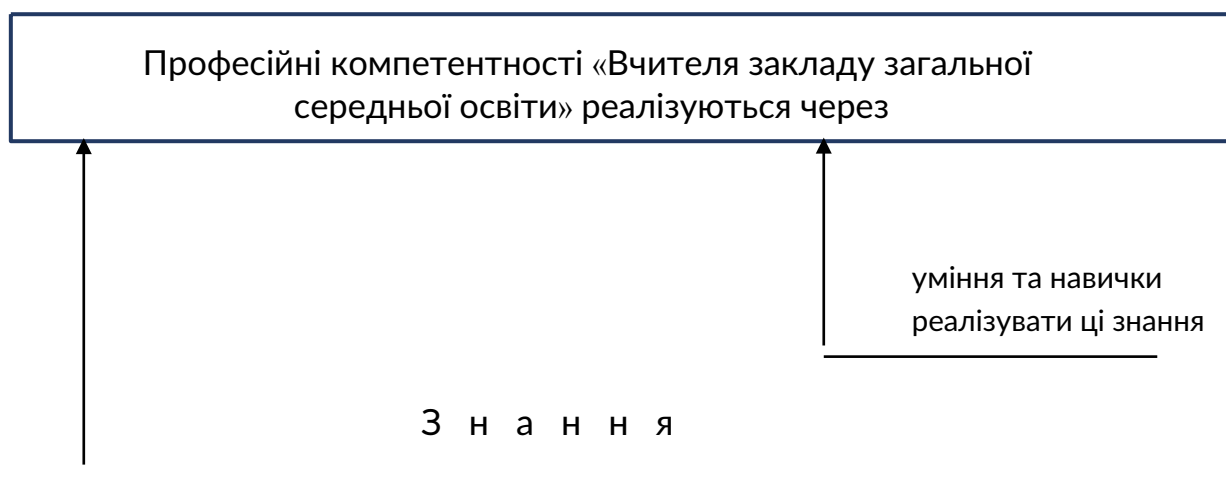 Професійні компетентності «Вчителя закладу загальної
середньої освіти» реалізуються через
уміння та навички
реалізувати ці знання
З н а н н я